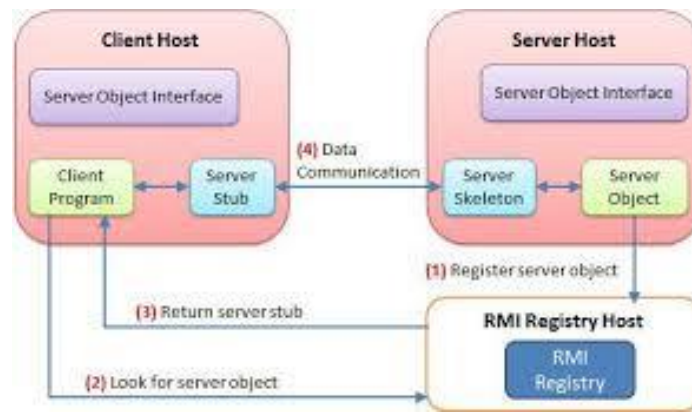 Client Host
Server Object Interface
Client
Program
Server
Stub
(4) Data
Communication
Server Host
Server Object Interface
Server
Skeleton
Server
Object
(1) Register server object
(3) Return server stub
RMI Registry Host
RMI
Registry
(2) Look for server object